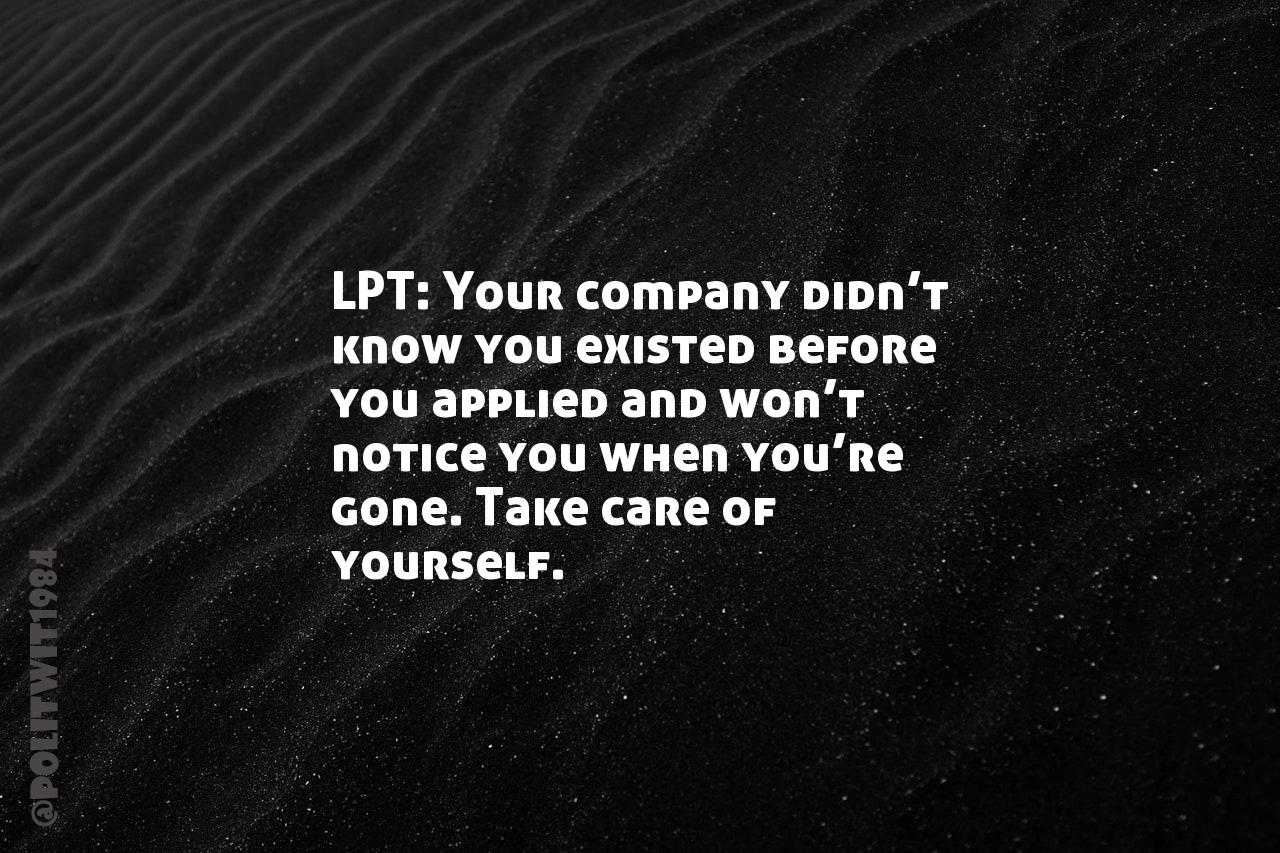 LPT: Your company didn't
know you existed before
you applied and won't
notice you when you're
gone. Take care of
yourself.
@POLITWIT1984